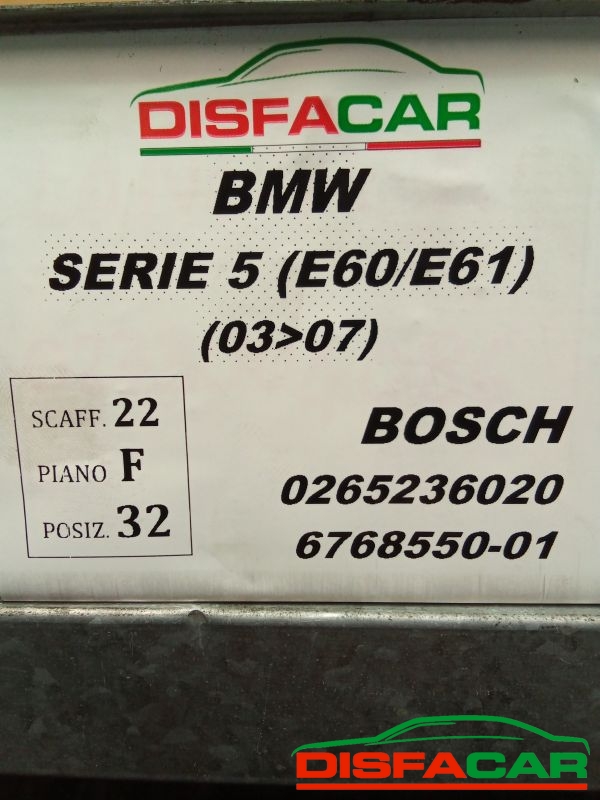 DISFACAR
BMW
SERIE 5 (E60/E61)
(03>07)
SCAFF. 22
PIANO F
POSIZ. 32
BOSCH
0265236020
6768550-01
DISFACAR